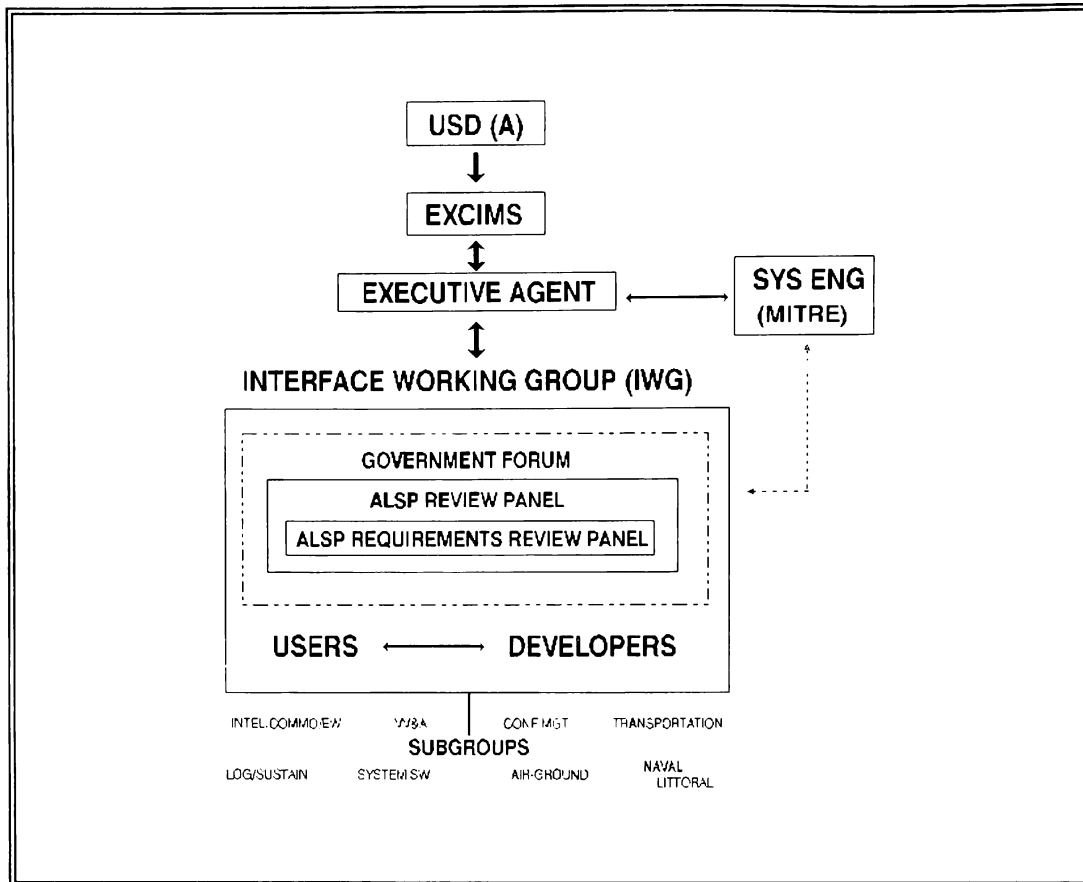 USD (A)
EXCIMS
EXECUTIVE AGENT
SYS ENG
(MITRE)
INTERFACE WORKING GROUP (IWG)
GOVERNMENT FORUM
ALSP REVIEW PANEL
ALSP REQUIREMENTS REVIEW PANEL
USERS
DEVELOPERS
INTEL.COMMO/EW
VV&A
CONF MGT
TRANSPORTATION
SUBGROUPS
LOG/SUSTAIN
SYSTEM SW
AIR-GROUND
NAVAL
LITTORAL